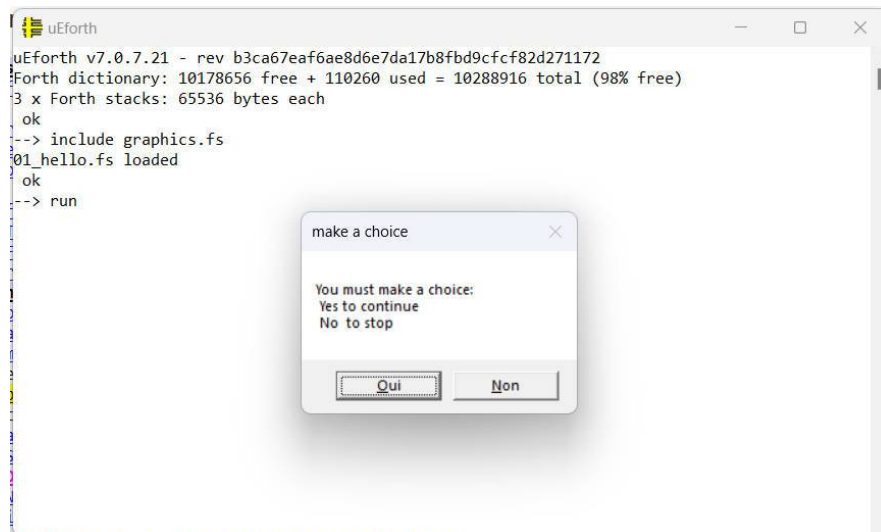 uEforth
uEforth v7.0.7.21 - rev b3ca67eaf6ae8d6e7da17b8fbd9cfcf82d271172
Forth dictionary: 10178656 free + 110260 used = 10288916 total (98% free)
3 x Forth stacks: 65536 bytes each
ok
--> include graphics.fs
01_hello.fs loaded
ok
--> run
make a choice
You must make a choice:
Yes to continue
No to stop
Oui
Non